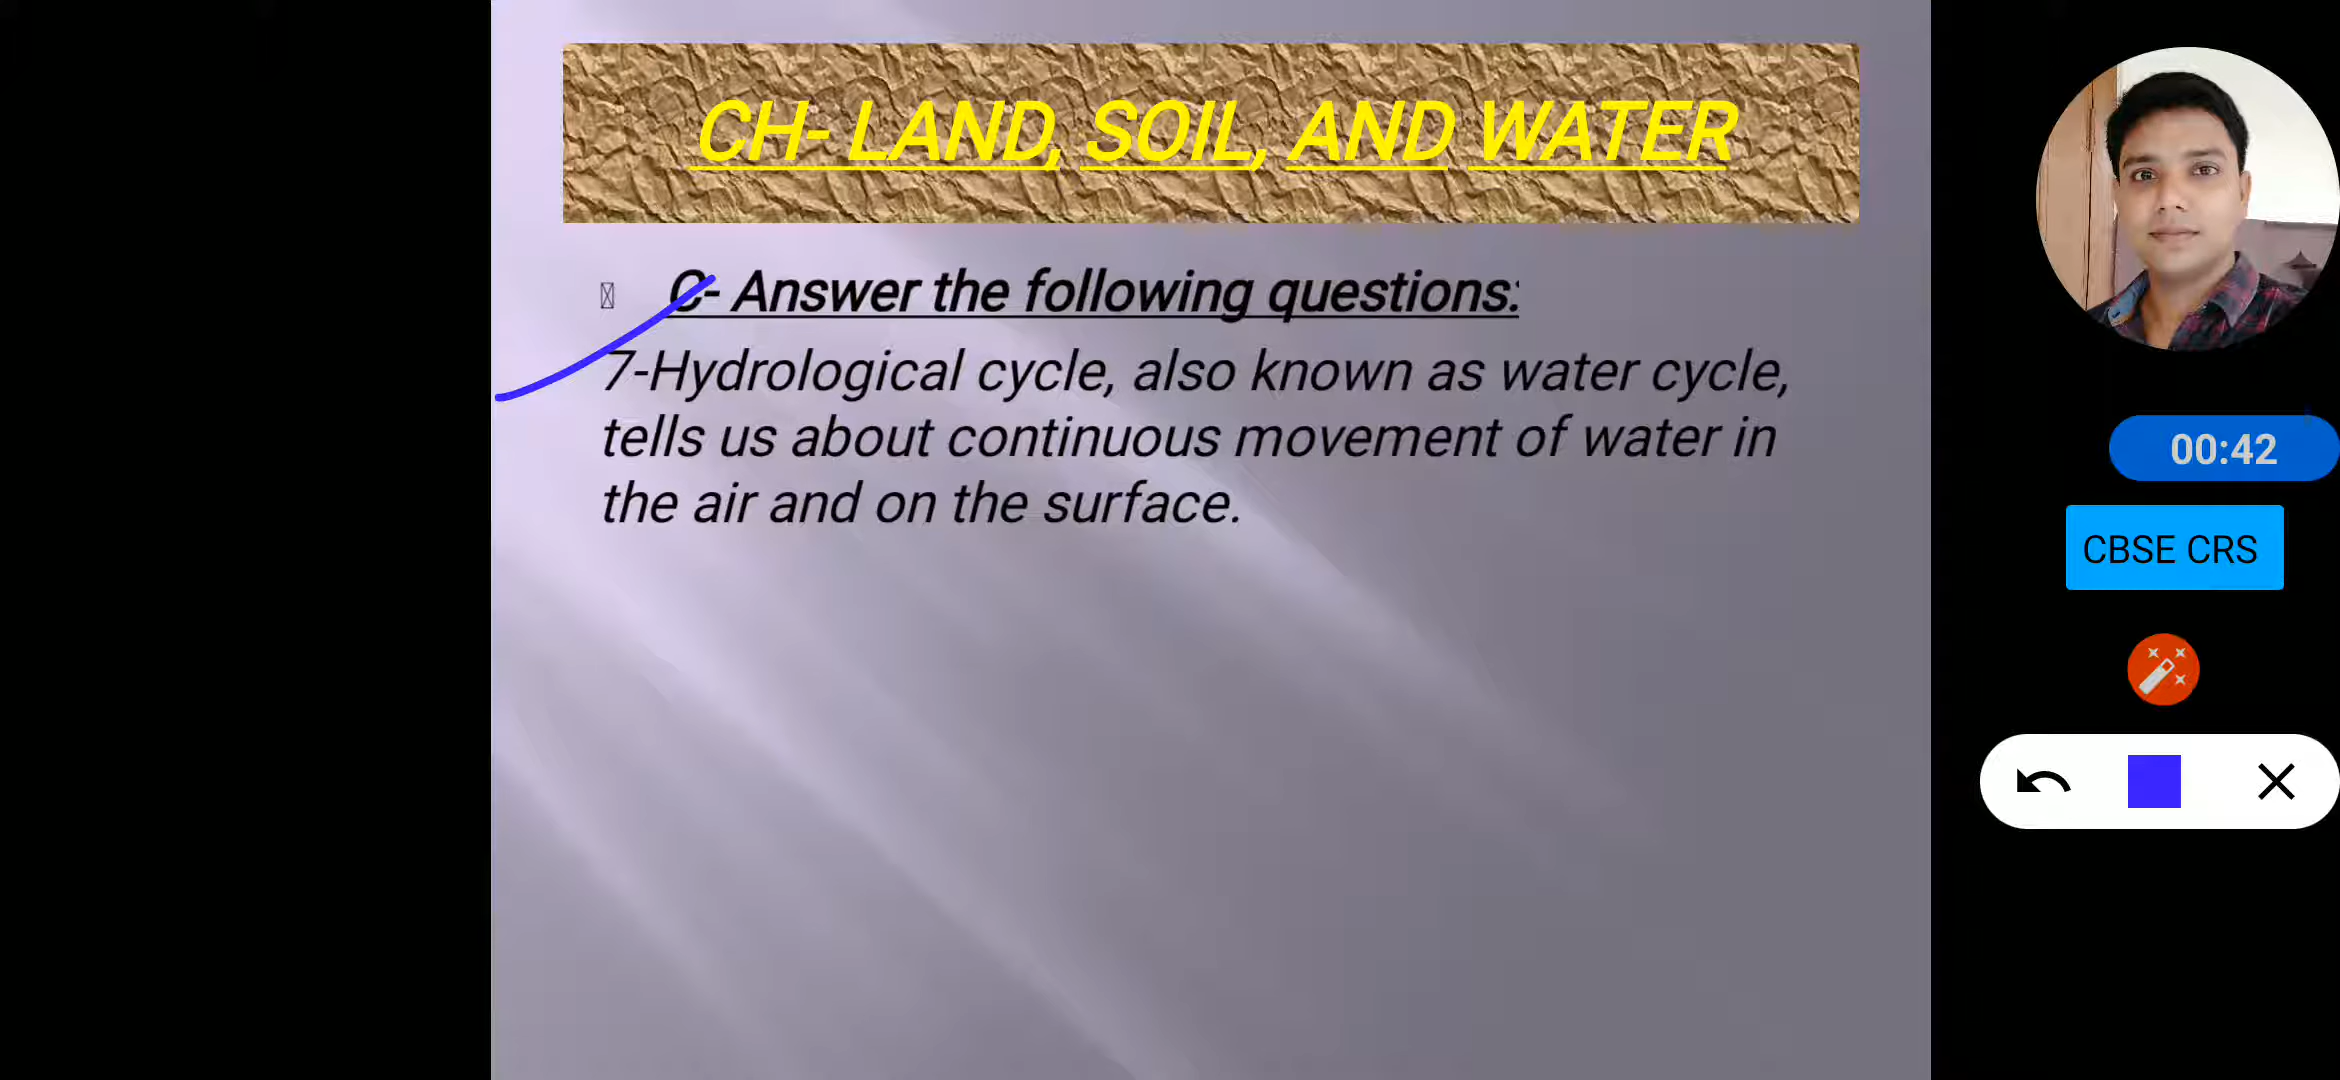 CH- LAND, SOIL, AND WATER
C- Answer the following questions:
7-Hydrological cycle, also known as water cycle,
tells us about continuous movement of water in
the air and on the surface.
00:42
CBSE CRS